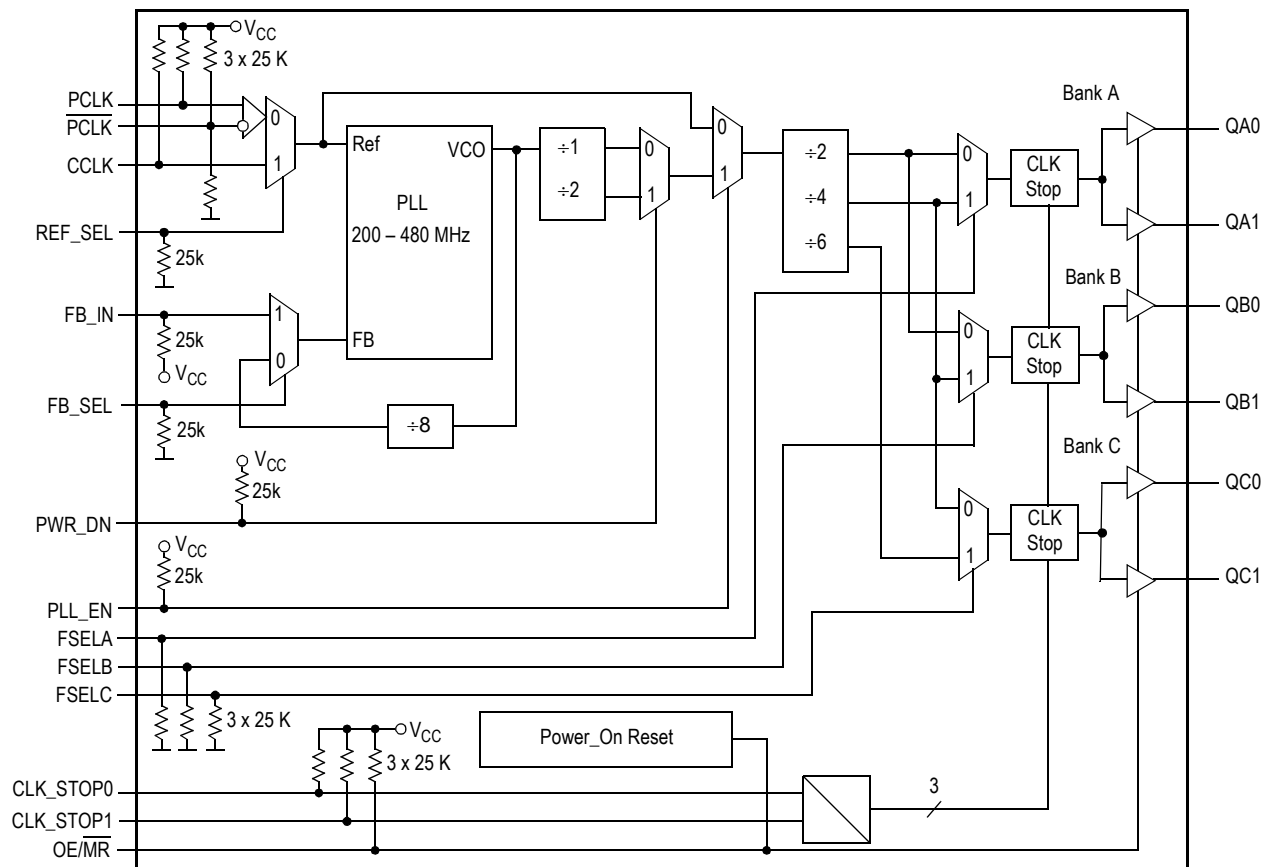 VCC
3 x 25 K
PCLK
PCLK
CCLK
0
1
REF_SEL
25k
FB_IN
25k
VCC
FB_SEL
25k
1
0
Ref
VCO
PLL
200 – 480 MHz
FB
÷8
÷1
÷2
0
1
0
1
÷2
÷4
÷6
0
1
CLK
Stop
Bank A
QA0
QA1
0
1
CLK
Stop
Bank B
QB0
QB1
0
1
CLK
Stop
Bank C
QC0
QC1
VCC
25k
PWR_DN
VCC
25k
PLL_EN
FSELA
FSELB
FSELC
3 x 25 K
VCC
3 x 25 K
Power_On Reset
CLK_STOP0
CLK_STOP1
OE/MR
3